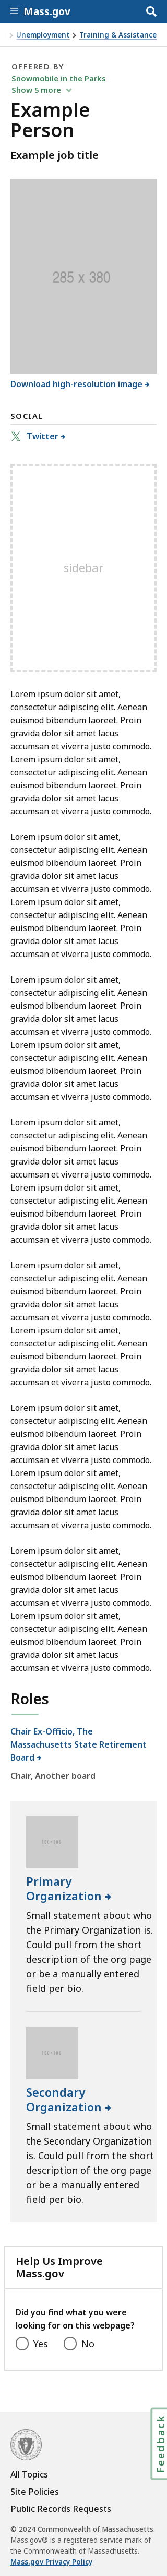 Mass.gov
Unemployment
Training & Assistance
OFFERED BY
Snowmobile in the Parks
Show 5 more
Example
Person
Example job title
285 x 380
Download high-resolution image
SOCIAL
Twitter
sidebar
Lorem ipsum dolor sit amet,
consectetur adipiscing elit. Aenean
euismod bibendum laoreet. Proin
gravida dolor sit amet lacus
accumsan et viverra justo commodo.
Lorem ipsum dolor sit amet,
consectetur adipiscing elit. Aenean
euismod bibendum laoreet. Proin
gravida dolor sit amet lacus
accumsan et viverra justo commodo.
Lorem ipsum dolor sit amet,
consectetur adipiscing elit. Aenean
euismod bibendum laoreet. Proin
gravida dolor sit amet lacus
accumsan et viverra justo commodo.
Lorem ipsum dolor sit amet,
consectetur adipiscing elit. Aenean
euismod bibendum laoreet. Proin
gravida dolor sit amet lacus
accumsan et viverra justo commodo.
Lorem ipsum dolor sit amet,
consectetur adipiscing elit. Aenean
euismod bibendum laoreet. Proin
gravida dolor sit amet lacus
accumsan et viverra justo commodo.
Lorem ipsum dolor sit amet,
consectetur adipiscing elit. Aenean
euismod bibendum laoreet. Proin
gravida dolor sit amet lacus
accumsan et viverra justo commodo.
Lorem ipsum dolor sit amet,
consectetur adipiscing elit. Aenean
euismod bibendum laoreet. Proin
gravida dolor sit amet lacus
accumsan et viverra justo commodo.
Lorem ipsum dolor sit amet,
consectetur adipiscing elit. Aenean
euismod bibendum laoreet. Proin
gravida dolor sit amet lacus
accumsan et viverra justo commodo.
Lorem ipsum dolor sit amet,
consectetur adipiscing elit. Aenean
euismod bibendum laoreet. Proin
gravida dolor sit amet lacus
accumsan et viverra justo commodo.
Lorem ipsum dolor sit amet,
consectetur adipiscing elit. Aenean
euismod bibendum laoreet. Proin
gravida dolor sit amet lacus
accumsan et viverra justo commodo.
Lorem ipsum dolor sit amet,
consectetur adipiscing elit. Aenean
euismod bibendum laoreet. Proin
gravida dolor sit amet lacus
accumsan et viverra justo commodo.
Lorem ipsum dolor sit amet,
consectetur adipiscing elit. Aenean
euismod bibendum laoreet. Proin
gravida dolor sit amet lacus
accumsan et viverra justo commodo.
Lorem ipsum dolor sit amet,
consectetur adipiscing elit. Aenean
euismod bibendum laoreet. Proin
gravida dolor sit amet lacus
accumsan et viverra justo commodo.
Lorem ipsum dolor sit amet,
consectetur adipiscing elit. Aenean
euismod bibendum laoreet. Proin
gravida dolor sit amet lacus
accumsan et viverra justo commodo.
Roles
Chair Ex-Officio, The
Massachusetts State Retirement
Board
Chair, Another board
Primary
Organization
Small statement about who
the Primary Organization is.
Could pull from the short
description of the org page
or be a manually entered
field per bio.
Secondary
Organization
Small statement about who
the Secondary Organization
is. Could pull from the short
description of the org page
or be a manually entered
field per bio.
Help Us Improve
Mass.gov
Did you find what you were
looking for on this webpage?
Yes
No
Feedback
All Topics
Site Policies
Public Records Requests
© 2024 Commonwealth of Massachusetts.
Mass.gov® is a registered service mark of
the Commonwealth of Massachusetts.
Mass.gov Privacy Policy